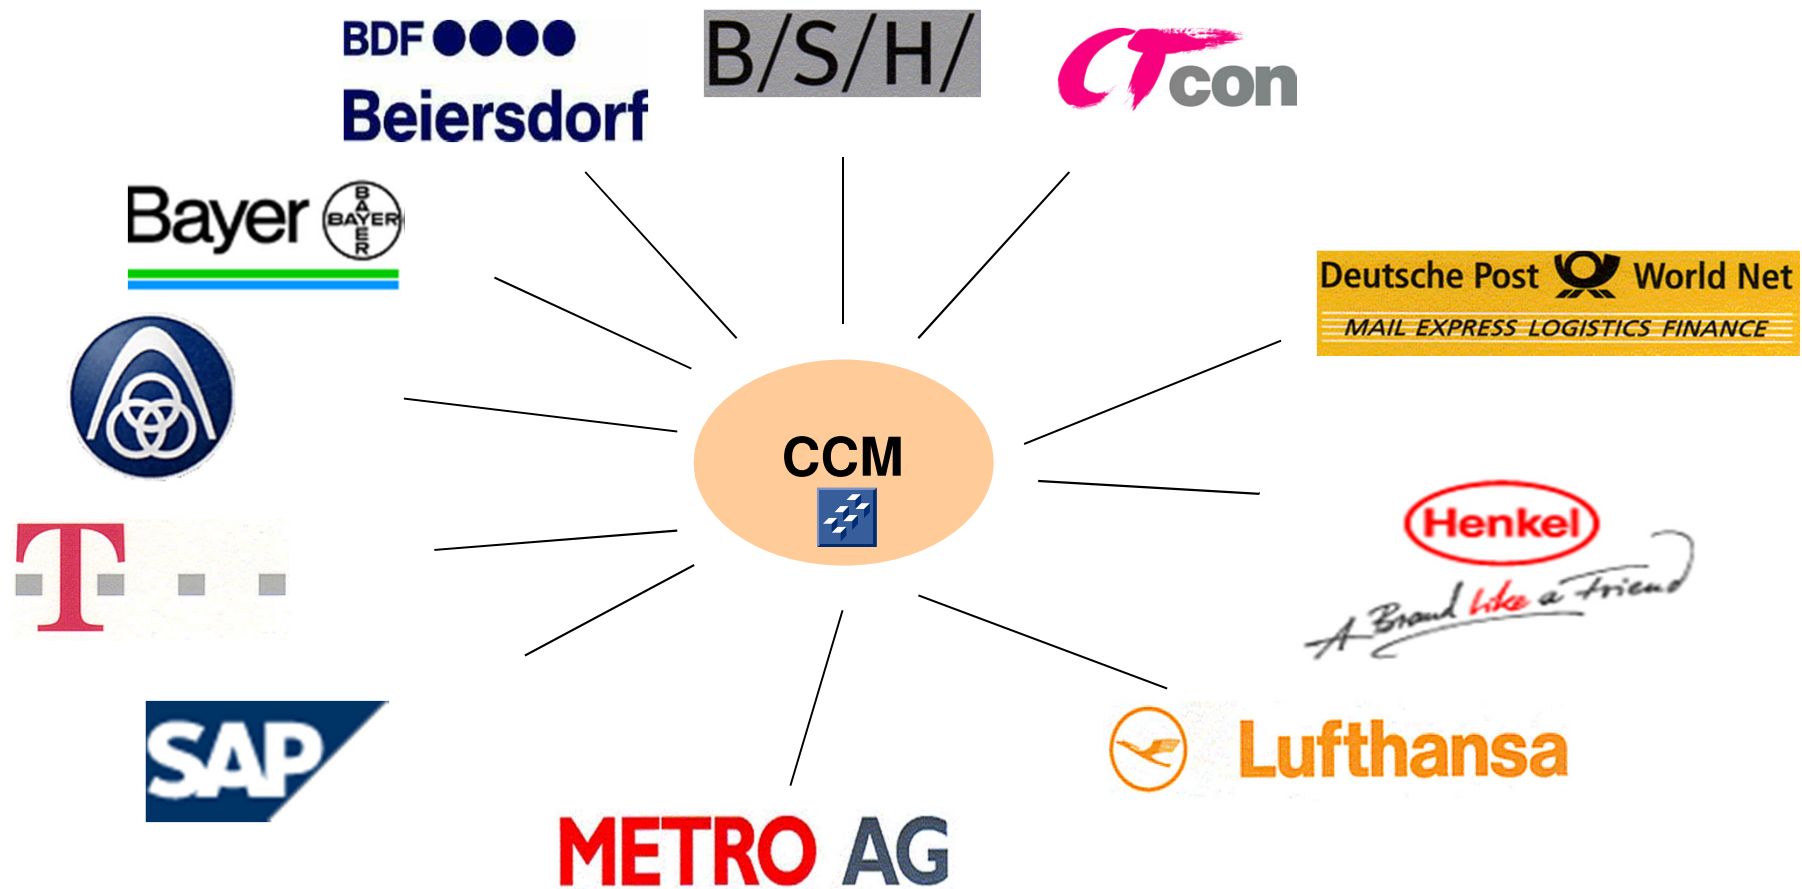 BDF
Beiersdorf
B/S/H/
CTcon
Bayer
BAYER
BAYER
Deutsche Post World Net
MAIL EXPRESS LOGISTICS FINANCE
CCM
Henkel
A Brand like a Friend
T
SAP
Lufthansa
METRO AG